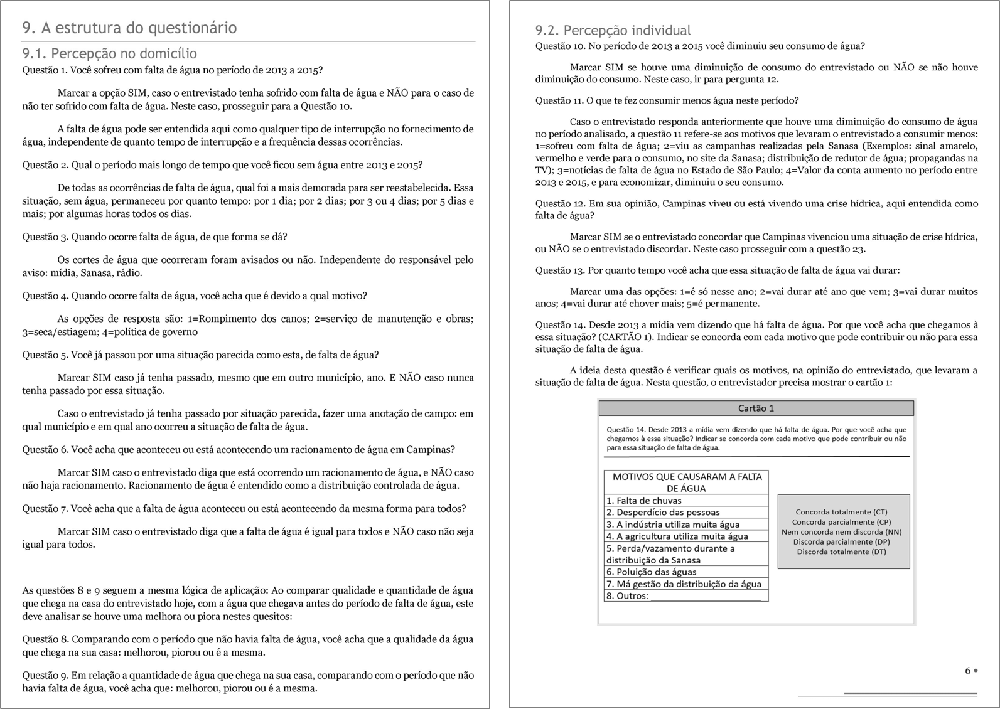 9. A estrutura do questionário
9.1. Percepção no domicílio
Questão 1. Você sofreu com falta de água no período de 2013 a 2015?
Marcar a opção SIM, caso o entrevistado tenha sofrido com falta de água e NÃO para o caso de
não ter sofrido com falta de água. Neste caso, prosseguir para a Questão 10.
A falta de água pode ser entendida aqui como qualquer tipo de interrupção no fornecimento de
água, independente de quanto tempo de interrupção e a frequência dessas ocorrências.
Questão 2. Qual o período mais longo de tempo que você ficou sem água entre 2013 e 2015?
De todas as ocorrências de falta de água, qual foi a mais demorada para ser reestabelecida. Essa
situação, sem água, permaneceu por quanto tempo: por 1 dia; por 2 dias; por 3 ou 4 dias; por 5 dias e
mais; por algumas horas todos os dias.
Questão 3. Quando ocorre falta de água, de que forma se dá?
Os cortes de água que ocorreram foram avisados ou não. Independente do responsável pelo
aviso: mídia, Sanasa, rádio.
Questão 4. Quando ocorre falta de água, você acha que é devido a qual motivo?
As opções de resposta são: 1=Rompimento dos canos; 2=serviço de manutenção e obras;
3=seca/estiagem; 4=política de governo
Questão 5. Você já passou por uma situação parecida como esta, de falta de água?
Marcar SIM caso já tenha passado, mesmo que em outro município, ano. E NÃO caso nunca
tenha passado por essa situação.
Caso o entrevistado já tenha passado por situação parecida, fazer uma anotação de campo: em
qual município e em qual ano ocorreu a situação de falta de água.
Questão 6. Você acha que aconteceu ou está acontecendo um racionamento de água em Campinas?
Marcar SIM caso o entrevistado diga que está ocorrendo um racionamento de água, e NÃO caso
não haja racionamento. Racionamento de água é entendido como a distribuição controlada de água.
Questão 7. Você acha que a falta de água aconteceu ou está acontecendo da mesma forma para todos?
Marcar SIM caso o entrevistado diga que a falta de água é igual para todos e NÃO caso não seja
igual para todos.
As questões 8 e 9 seguem a mesma lógica de aplicação: Ao comparar qualidade e quantidade de água
que chega na casa do entrevistado hoje, com a água que chegava antes do período de falta de água, este
deve analisar se houve uma melhora ou piora nestes quesitos:
Questão 8. Comparando com o período que não havia falta de água, você acha que a qualidade da água
que chega na sua casa: melhorou, piorou ou é a mesma.
Questão 9. Em relação a quantidade de água que chega na sua casa, comparando com o período que não
havia falta de água, você acha que: melhorou, piorou ou é a mesma.
9.2. Percepção individual
Questão 10. No período de 2013 a 2015 você diminuiu seu consumo de água?
Marcar SIM se houve uma diminuição de consumo do entrevistado ou NÃO se não houve
diminuição do consumo. Neste caso, ir para pergunta 12.
Questão 11. O que te fez consumir menos água neste período?
Caso o entrevistado responda anteriormente que houve uma diminuição do consumo de água
no período analisado, a questão 11 refere-se aos motivos que levaram o entrevistado a consumir menos:
1=sofreu com falta de água; 2=viu as campanhas realizadas pela Sanasa (Exemplos: sinal amarelo,
vermelho e verde para o consumo, no site da Sanasa; distribuição de redutor de água; propagandas na
TV); 3=notícias de falta de água no Estado de São Paulo; 4=Valor da conta aumento no período entre
2013 e 2015, e para economizar, diminuiu o seu consumo.
Questão 12. Em sua opinião, Campinas viveu ou está vivendo uma crise hídrica, aqui entendida como
falta de água?
Marcar SIM se o entrevistado concordar que Campinas vivenciou uma situação de crise hídrica,
ou NÃO se o entrevistado discordar. Neste caso prosseguir com a questão 23.
Questão 13. Por quanto tempo você acha que essa situação de falta de água vai durar:
Marcar uma das opções: 1=é só nesse ano; 2=vai durar até ano que vem; 3=vai durar muitos
anos; 4=vai durar até chover mais; 5=é permanente.
Questão 14. Desde 2013 a mídia vem dizendo que há falta de água. Por que você acha que chegamos à
essa situação? (CARTÃO 1). Indicar se concorda com cada motivo que pode contribuir ou não para essa
situação de falta de água.
A ideia desta questão é verificar quais os motivos, na opinião do entrevistado, que levaram a
situação de falta de água. Nesta questão, o entrevistador precisa mostrar o cartão 1:
Cartão 1
Questão 14. Desde 2013 a mídia vem dizendo que há falta de água. Por que você acha que
chegamos à essa situação? Indicar se concorda com cada motivo que pode contribuir ou não
para essa situação de falta de água.
MOTIVOS QUE CAUSARAM A FALTA
DE ÁGUA
1. Falta de chuvas
2. Desperdício das pessoas
3. A indústria utiliza muita água
4. A agricultura utiliza muita água
5. Perda/vazamento durante a
distribuição da Sanasa
6. Poluição das águas
7. Má gestão da distribuição da água
8. Outros: ______________________
Concorda totalmente (CT)
Concorda parcialmente (CP)
Nem concorda nem discorda (NN)
Discorda parcialmente (DP)
Discorda totalmente (DT)
6 •